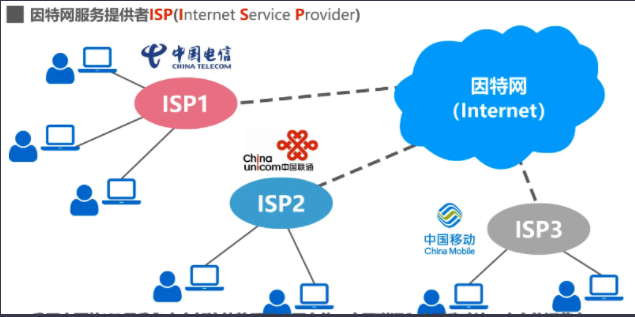 因特网服务提供者ISP(Internet Service Provider)
中国电信
CHINA TELECOM
ISP1
因特网
(Internet)
China
unicom中国联通
ISP2
中国移动
China Mobile
ISP3